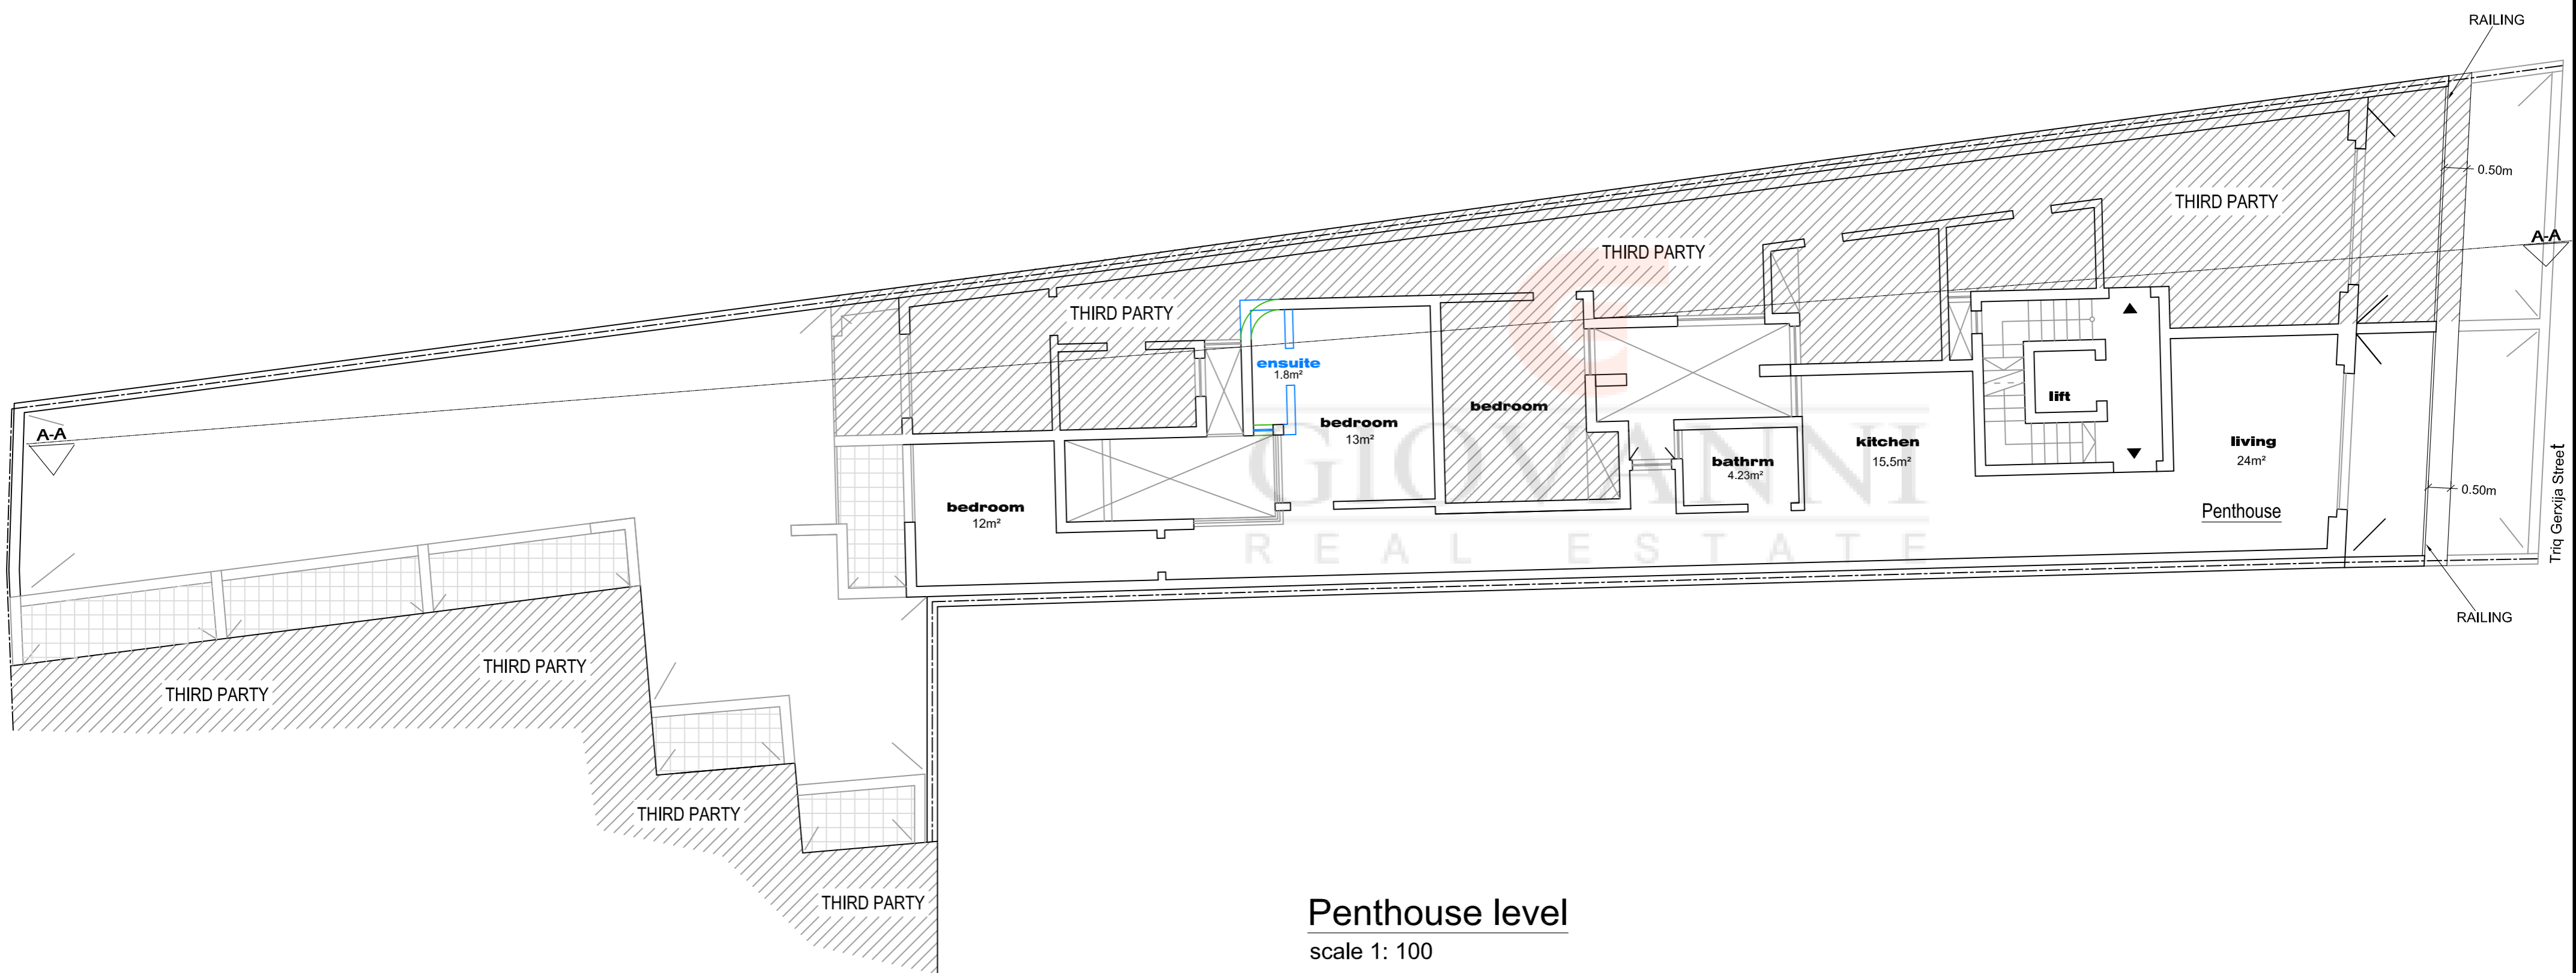 RAILING
0.50m
THIRD PARTY
A-A
THIRD PARTY
THIRD PARTY
ensuite
1.8m²
lift
bedroom
bedroom
13m²
A-A
kitchen
15.5m²
living
24m²
bathrm
4.23m²
0.50m
Triq Gerxija Street
bedroom
12m²
Penthouse
GIOVANNI
REAL ESTATE
RAILING
THIRD PARTY
THIRD PARTY
THIRD PARTY
THIRD PARTY
Penthouse level
scale 1: 100